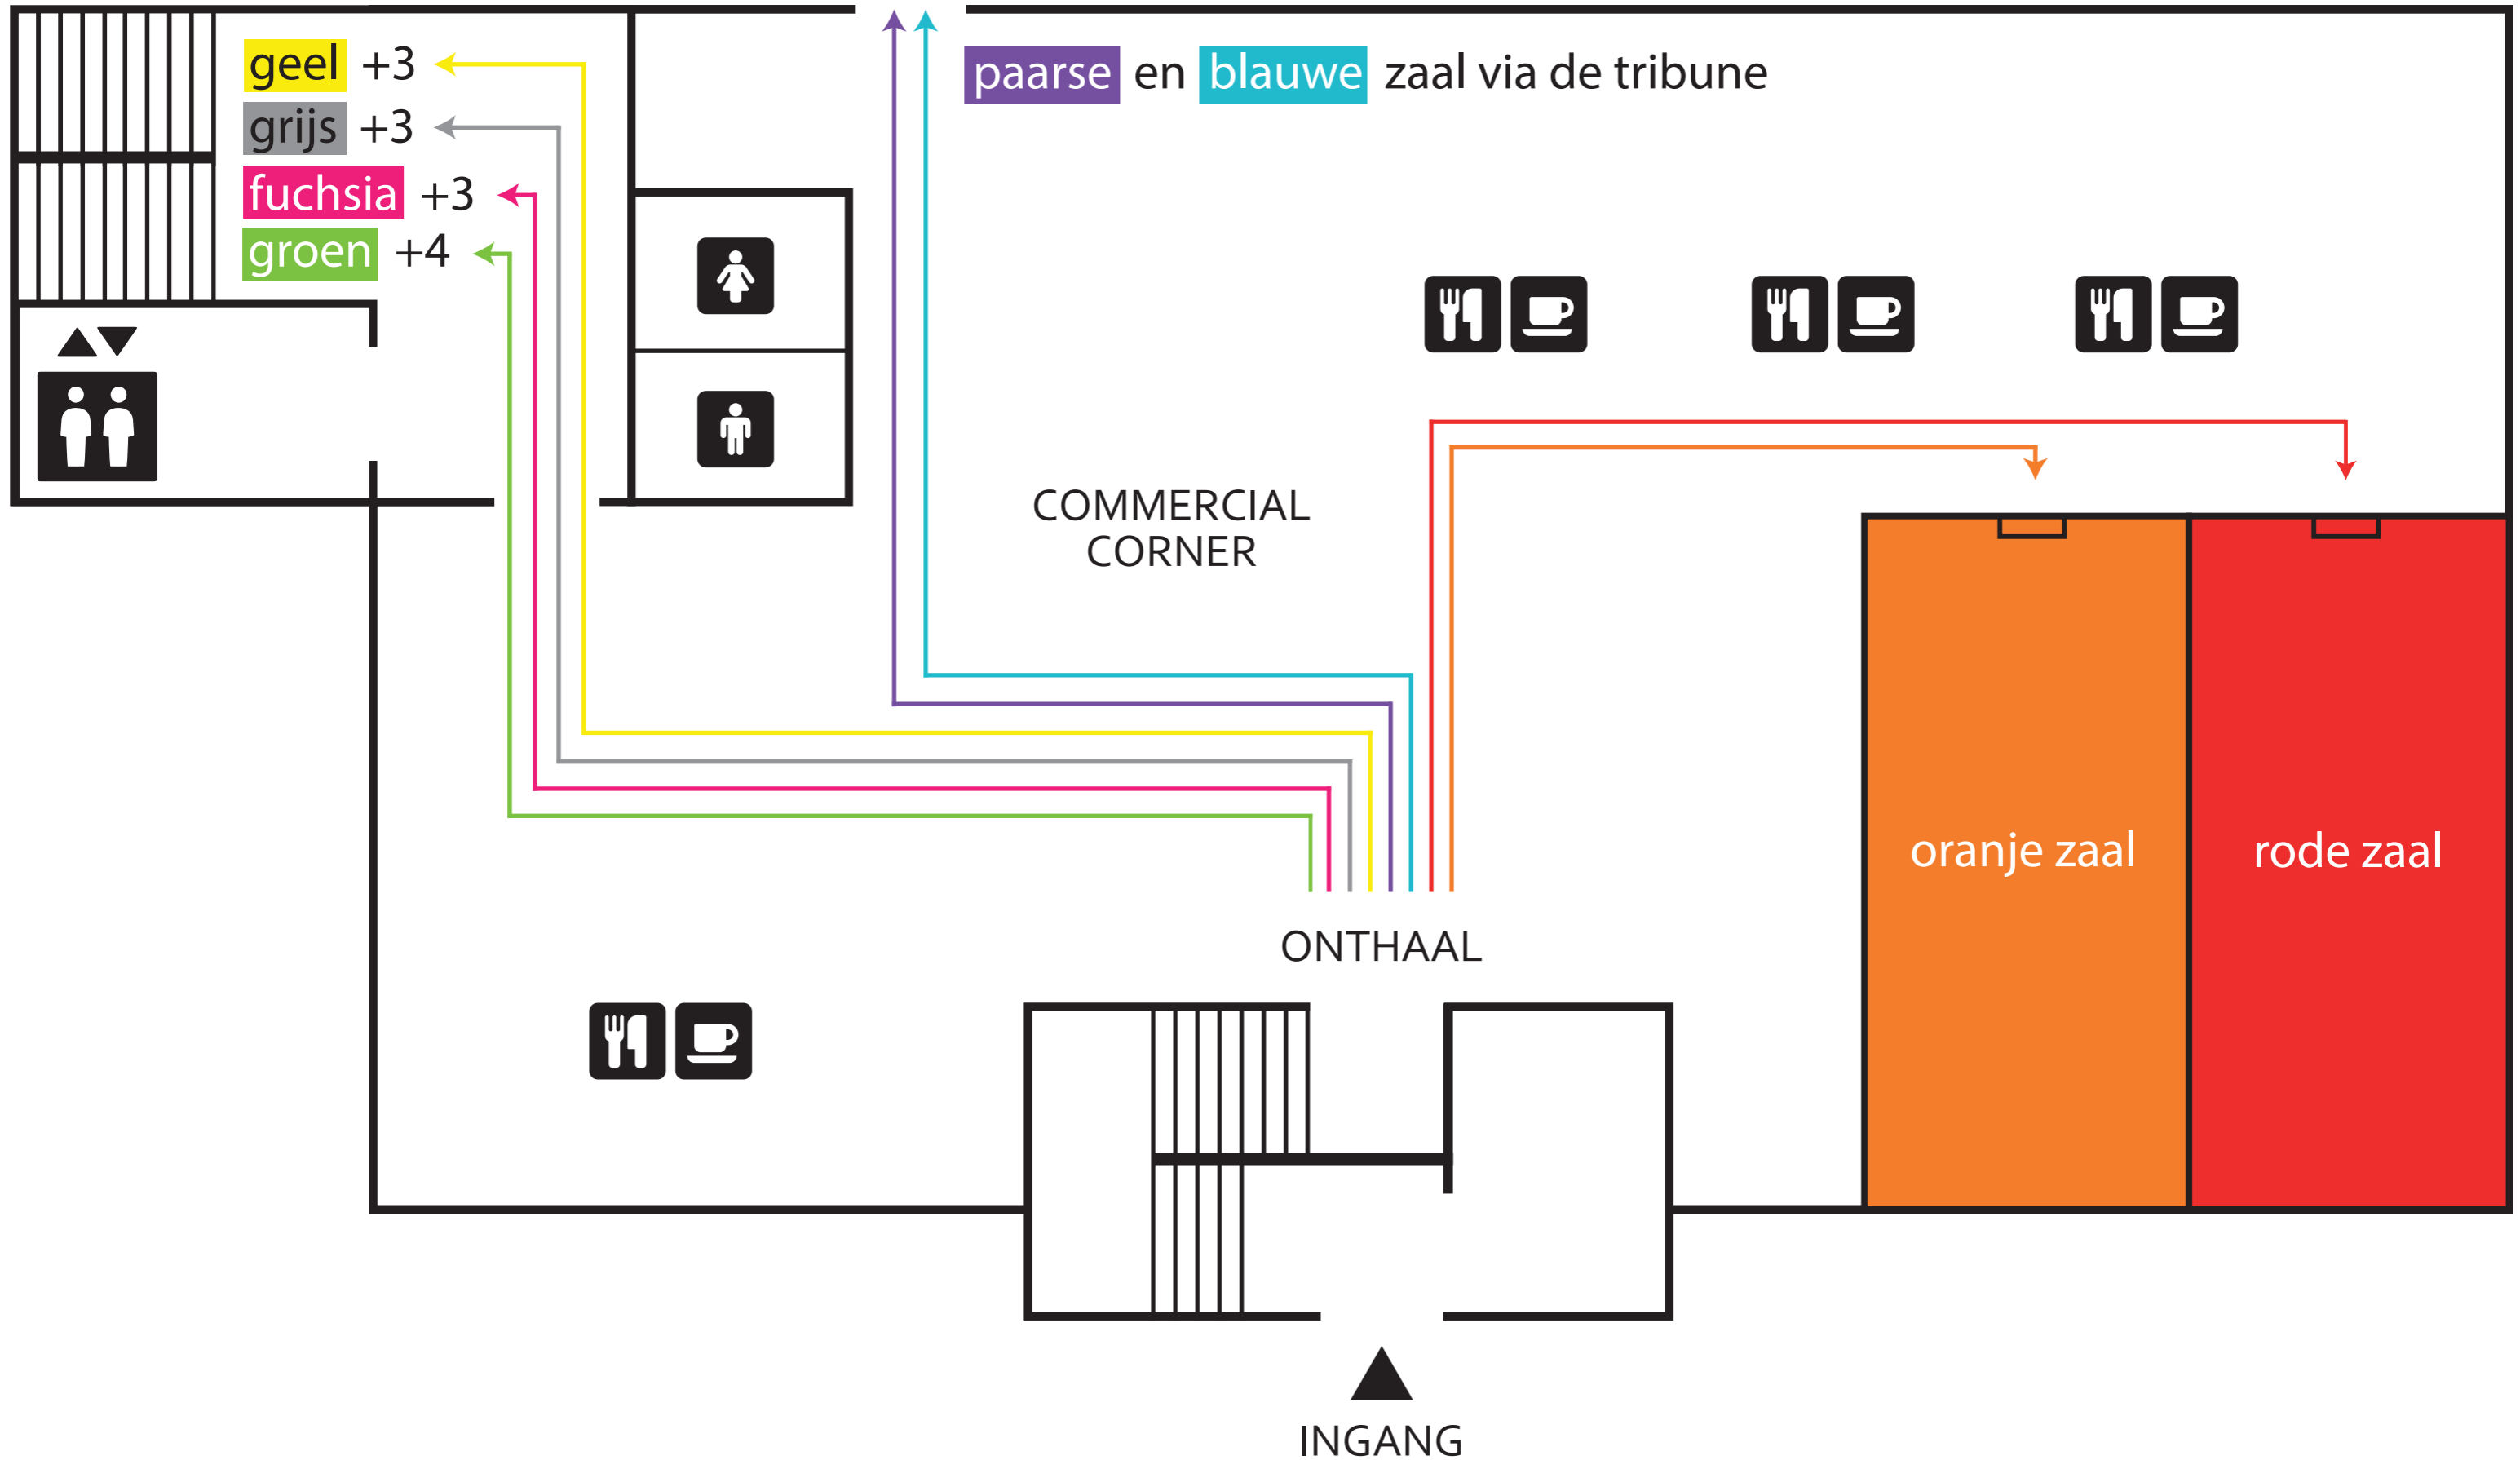 geel +3
grijs +3
fuchsia +3
groen +4
paarse en blauwe zaal via de tribune
COMMERCIAL
CORNER
oranje zaal
rode zaal
ONTHAAL
INGANG